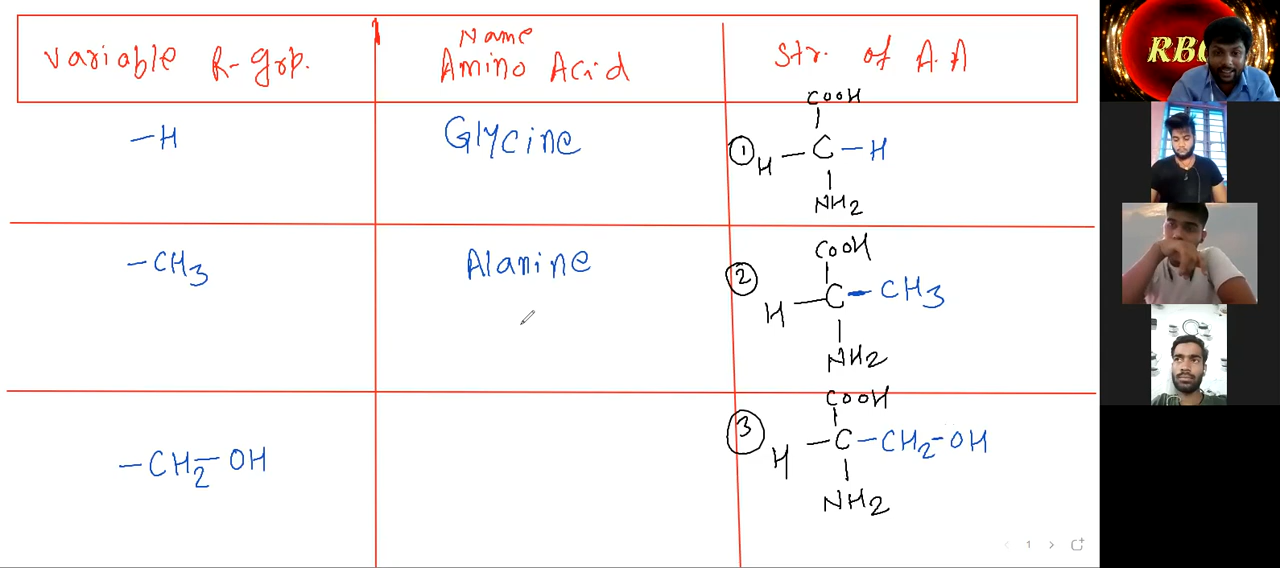 Variable R-grp.
Name
Amino Acid
Str. of A.A
-H
Glycine
①
COOH
H - C - H
NH2
-CH3
Alanine
②
COOH
H - C - CH3
NH2
-CH2-OH
③
COOH
H - C - CH2-OH
NH2
1
RBC